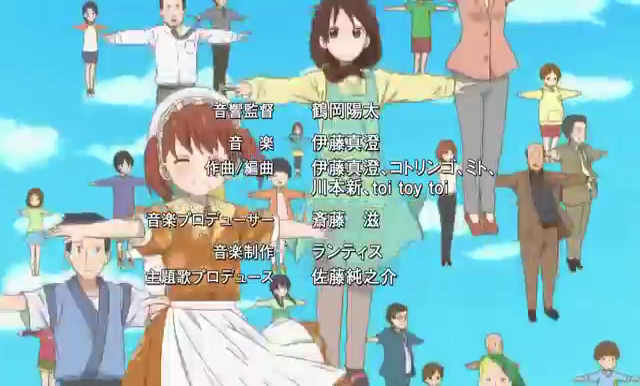 音響監督 鶴岡陽太
音 楽 伊藤真澄
作曲/編曲 伊藤真澄、コトリンゴ、ミト、
川本新、toi toy toi
音楽プロデューサー 斎藤 滋
音楽制作 ランティス
主題歌プロデュース 佐藤純之介